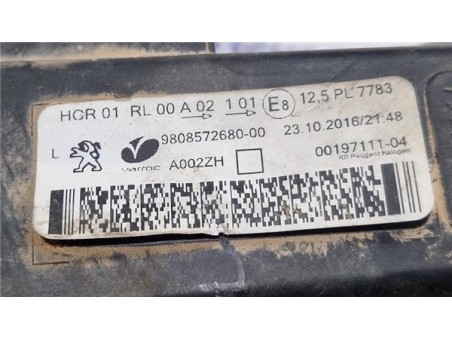 HCR 01 RL 00 A 02 1 01 E8 12,5 PL 7783
9808572680-00 23.10.2016/21:48
L varroc A002ZH 00197111-04
K0 Peugeot halogen